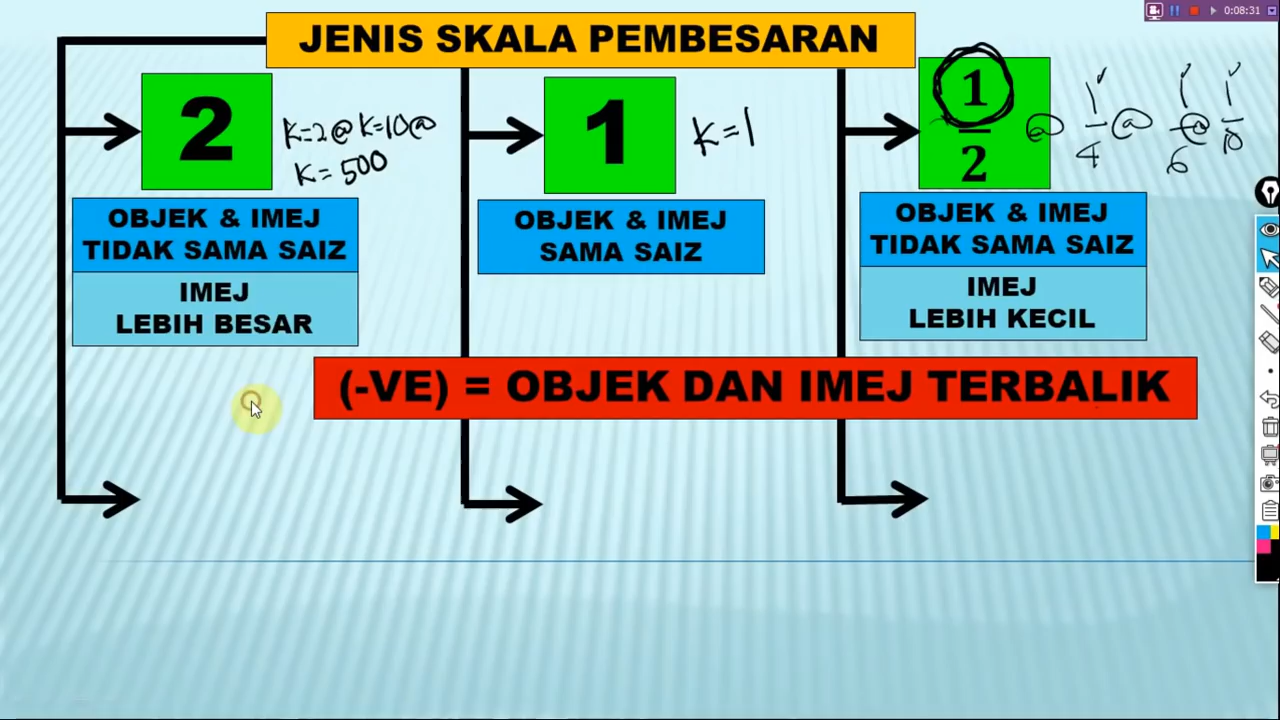 0:08:31
JENIS SKALA PEMBESARAN
2
K=2 @ K=10 @
K= 500
OBJEK & IMEJ
TIDAK SAMA SAIZ
IMEJ
LEBIH BESAR
1
K=1
OBJEK & IMEJ
SAMA SAIZ
1
2
@
1
4
@
1
6
@
1
10
OBJEK & IMEJ
TIDAK SAMA SAIZ
IMEJ
LEBIH KECIL
(-VE) = OBJEK DAN IMEJ TERBALIK